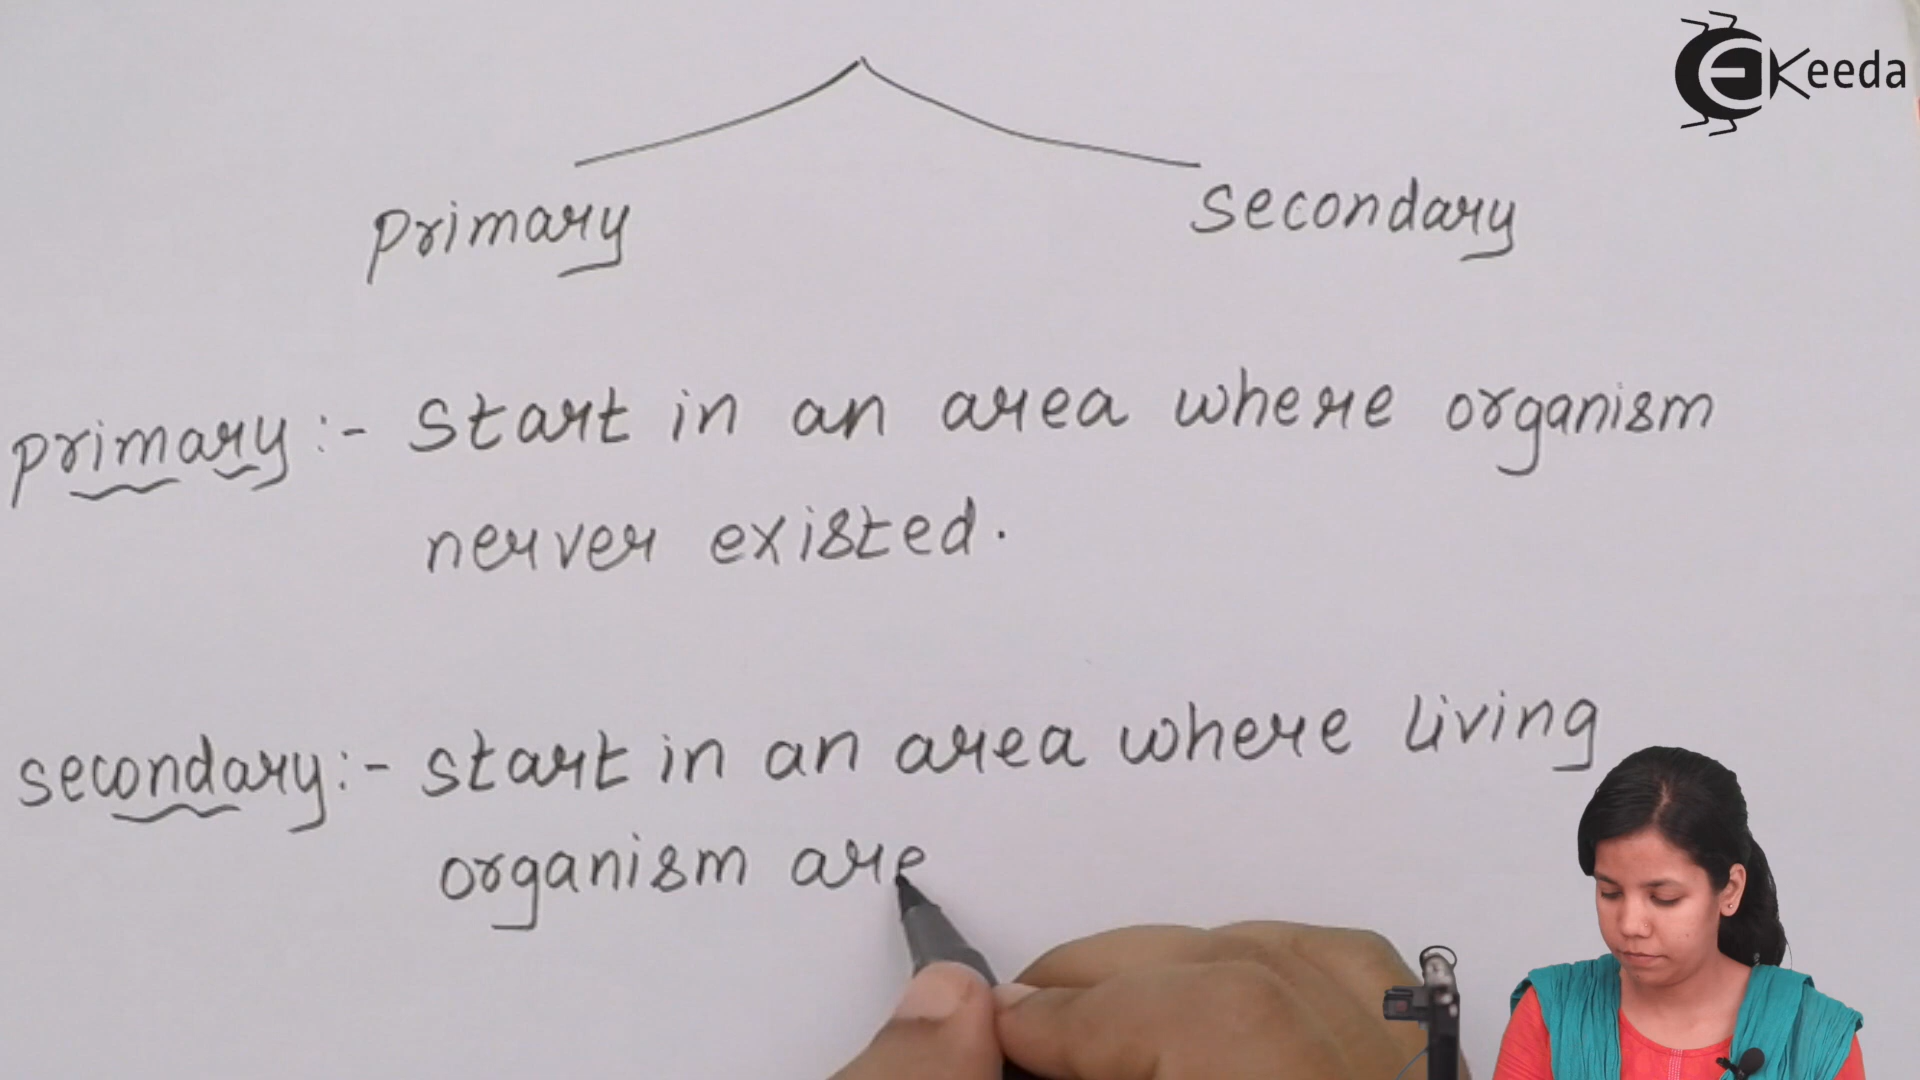 EKeeda
primary secondary
primary :- start in an area where organism
nerver existed.
secondary :- start in an area where living
organism are